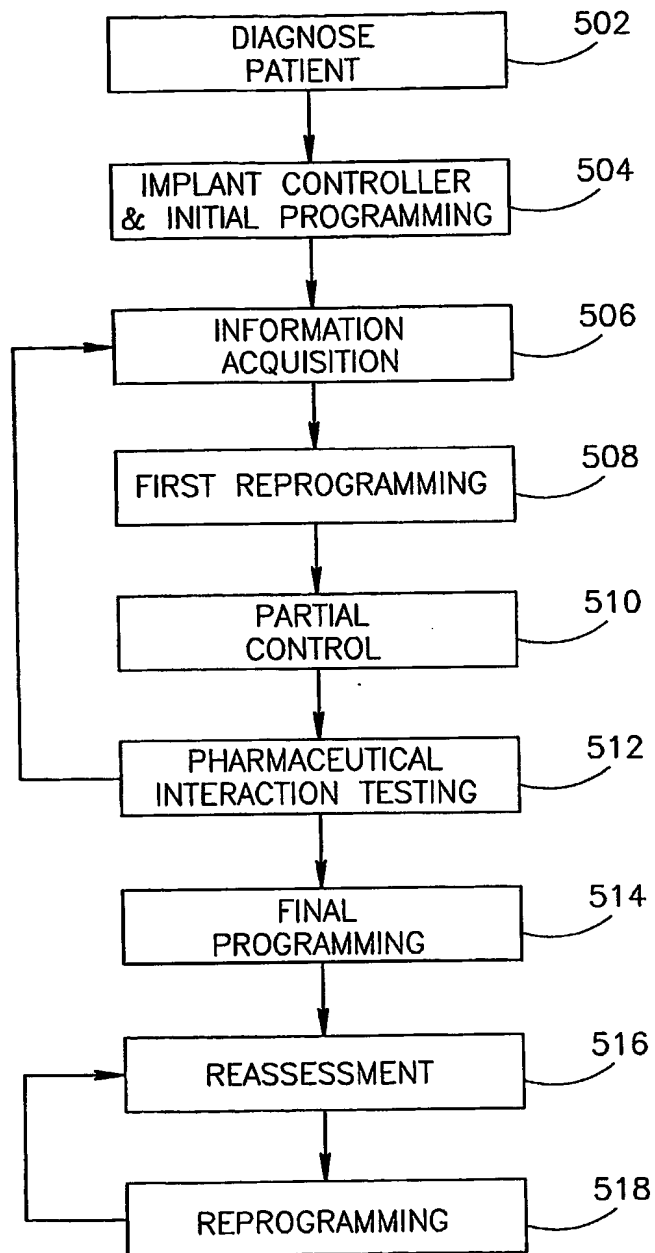 502
DIAGNOSE
PATIENT
504
IMPLANT CONTROLLER
& INITIAL PROGRAMMING
506
INFORMATION
ACQUISITION
508
FIRST REPROGRAMMING
510
PARTIAL
CONTROL
512
PHARMACEUTICAL
INTERACTION TESTING
514
FINAL
PROGRAMMING
516
REASSESSMENT
518
REPROGRAMMING